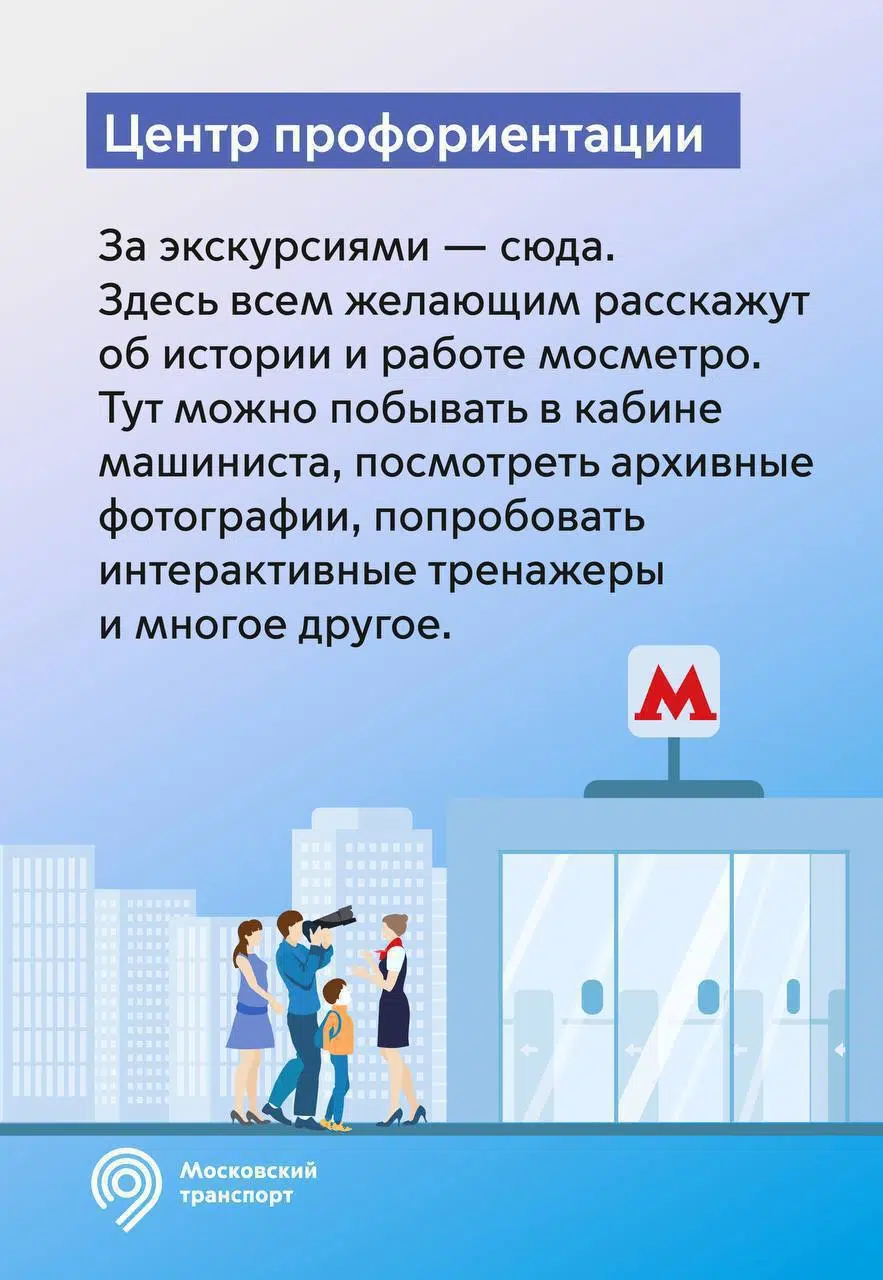 Центр профориентации
За экскурсиями — сюда.
Здесь всем желающим расскажут
об истории и работе мосметро.
Тут можно побывать в кабине
машиниста, посмотреть архивные
фотографии, попробовать
интерактивные тренажеры
и многое другое.
М
Московский
транспорт